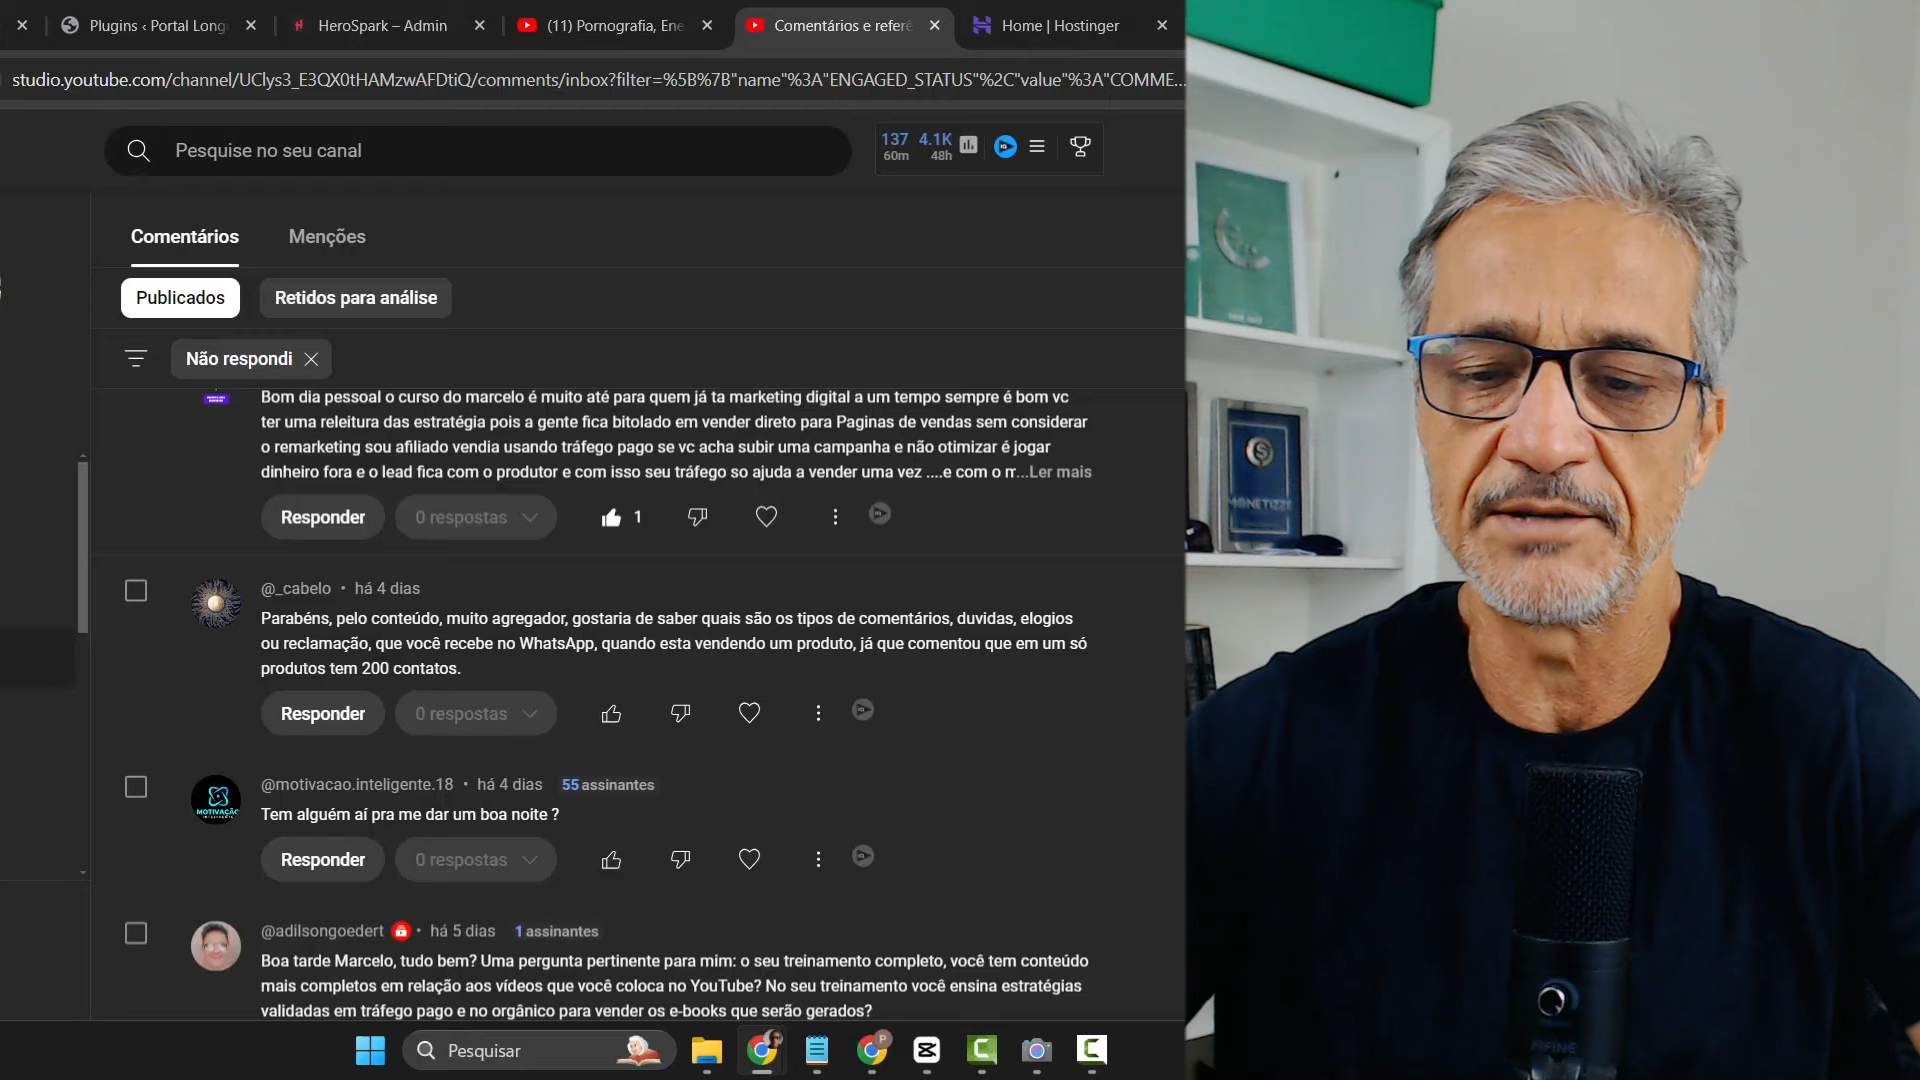 Plugins ‹ Portal Long
HeroSpark – Admin
(11) Pornografia, Ene
Comentários e referê
Home | Hostinger
studio.youtube.com/channel/UClys3_E3QX0tHAMzwAFDtiQ/comments/inbox?filter=%5B%7B"name"%3A"ENGAGED_STATUS"%2C"value"%3A"COMME...
Pesquise no seu canal
137 4.1K
60m 48h
Comentários
Menções
Publicados
Retidos para análise
Não respondi
Bom dia pessoal o curso do marcelo é muito até para quem já ta marketing digital a um tempo sempre é bom vc
ter uma releitura das estratégia pois a gente fica bitolado em vender direto para Paginas de vendas sem considerar
o remarketing sou afiliado vendia usando tráfego pago se vc acha subir uma campanha e não otimizar é jogar
dinheiro fora e o lead fica com o produtor e com isso seu tráfego so ajuda a vender uma vez ....e com o m...Ler mais
Responder
0 respostas
1
@_cabelo • há 4 dias
Parabéns, pelo conteúdo, muito agregador, gostaria de saber quais são os tipos de comentários, duvidas, elogios
ou reclamação, que você recebe no WhatsApp, quando esta vendendo um produto, já que comentou que em um só
produtos tem 200 contatos.
Responder
0 respostas
@motivacao.inteligente.18 • há 4 dias 55 assinantes
MOTIVAÇÃO
Tem alguém aí pra me dar um boa noite ?
Responder
0 respostas
@adilsongoedert • há 5 dias 1 assinantes
Boa tarde Marcelo, tudo bem? Uma pergunta pertinente para mim: o seu treinamento completo, você tem conteúdo
mais completos em relação aos vídeos que você coloca no YouTube? No seu treinamento você ensina estratégias
validadas em tráfego pago e no orgânico para vender os e-books que serão gerados?
Pesquisar
P
MONETIZZE
FIFINE